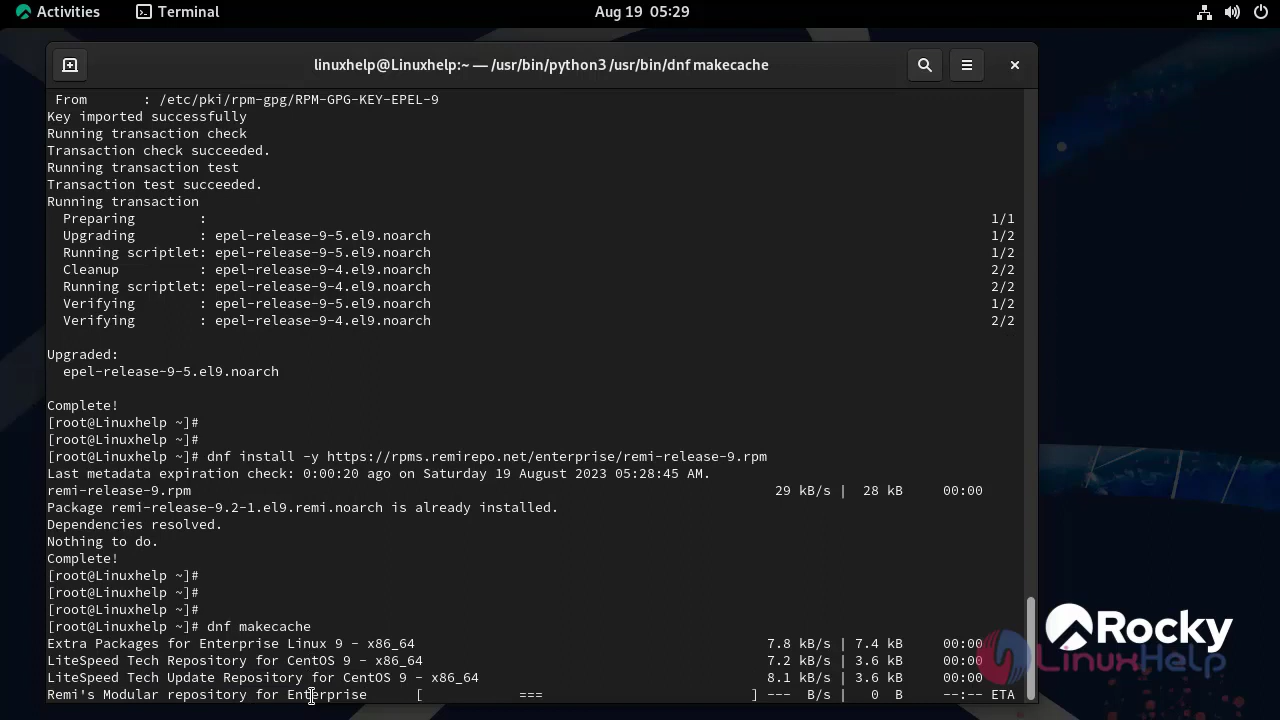 Activities Terminal Aug 19 05:29
linuxhelp@Linuxhelp:~ — /usr/bin/python3 /usr/bin/dnf makecache
From : /etc/pki/rpm-gpg/RPM-GPG-KEY-EPEL-9
Key imported successfully
Running transaction check
Transaction check succeeded.
Running transaction test
Transaction test succeeded.
Running transaction
Preparing : 1/1
Upgrading : epel-release-9-5.el9.noarch 1/2
Running scriptlet: epel-release-9-5.el9.noarch 1/2
Cleanup : epel-release-9-4.el9.noarch 2/2
Running scriptlet: epel-release-9-4.el9.noarch 2/2
Verifying : epel-release-9-5.el9.noarch 1/2
Verifying : epel-release-9-4.el9.noarch 2/2
Upgraded:
epel-release-9-5.el9.noarch
Complete!
[root@Linuxhelp ~]#
[root@Linuxhelp ~]#
[root@Linuxhelp ~]# dnf install -y https://rpms.remirepo.net/enterprise/remi-release-9.rpm
Last metadata expiration check: 0:00:20 ago on Saturday 19 August 2023 05:28:45 AM.
remi-release-9.rpm 29 kB/s | 28 kB 00:00
Package remi-release-9.2-1.el9.remi.noarch is already installed.
Dependencies resolved.
Nothing to do.
Complete!
[root@Linuxhelp ~]#
[root@Linuxhelp ~]#
[root@Linuxhelp ~]#
[root@Linuxhelp ~]# dnf makecache
Extra Packages for Enterprise Linux 9 - x86_64 7.8 kB/s | 7.4 kB 00:00
LiteSpeed Tech Repository for CentOS 9 - x86_64 7.2 kB/s | 3.6 kB 00:00
LiteSpeed Tech Update Repository for CentOS 9 - x86_64 8.1 kB/s | 3.6 kB 00:00
Remi's Modular repository for Enterprise [ === ] --- B/s | 0 B --:-- ETA
Rocky
LinuxHelp